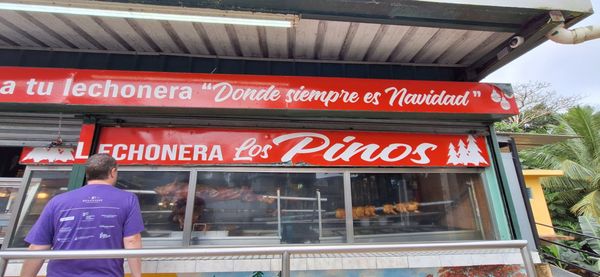 a tu lechonera "Donde siempre es Navidad"
LECHONERA Los Pinos